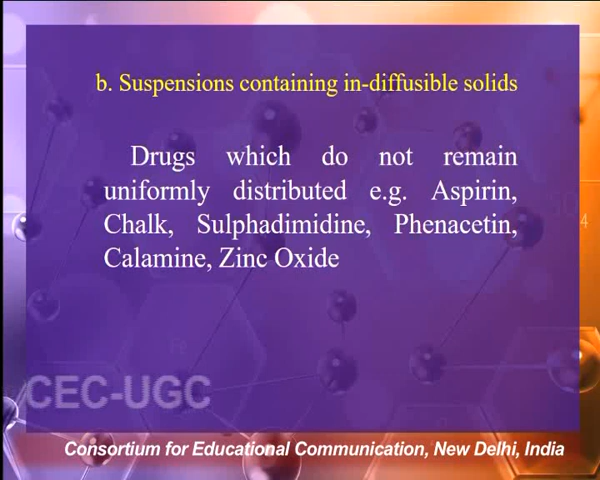 b. Suspensions containing in-diffusible solids
Drugs which do not remain
uniformly distributed e.g. Aspirin,
Chalk, Sulphadimidine, Phenacetin,
Calamine, Zinc Oxide
CEC-UGC
Consortium for Educational Communication, New Delhi, India